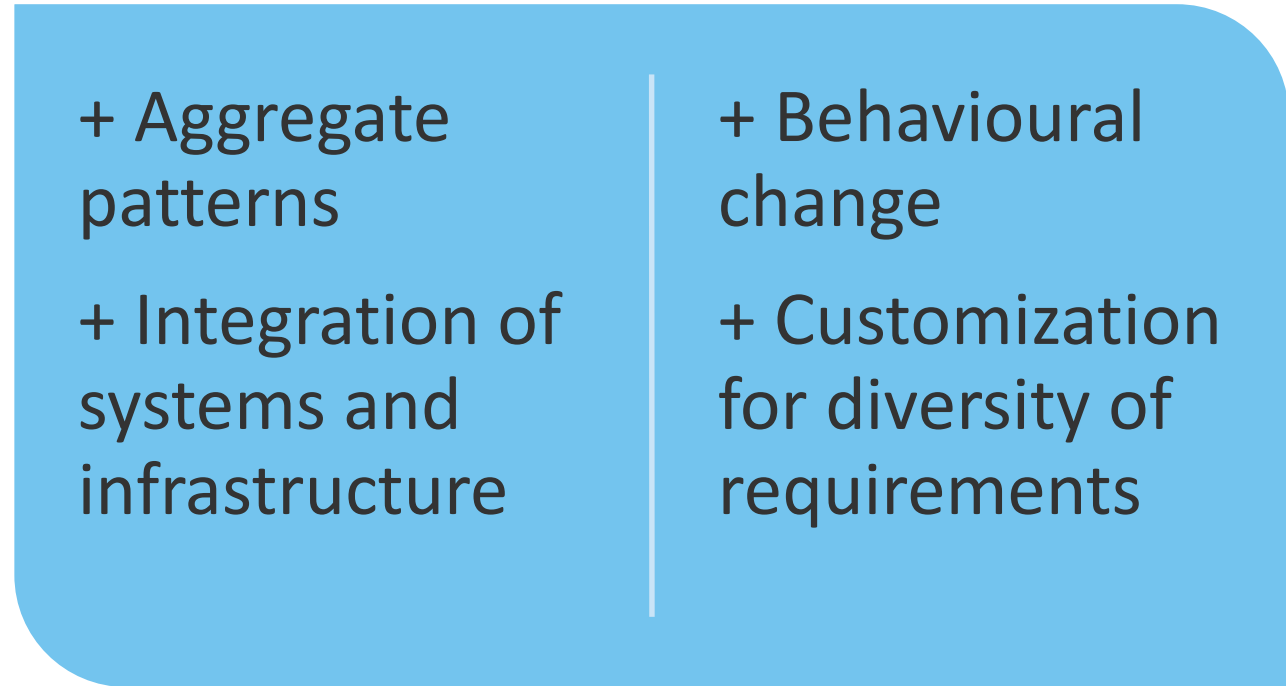 + Aggregate
patterns
+ Integration of
systems and
infrastructure
+ Behavioural
change
+ Customization
for diversity of
requirements